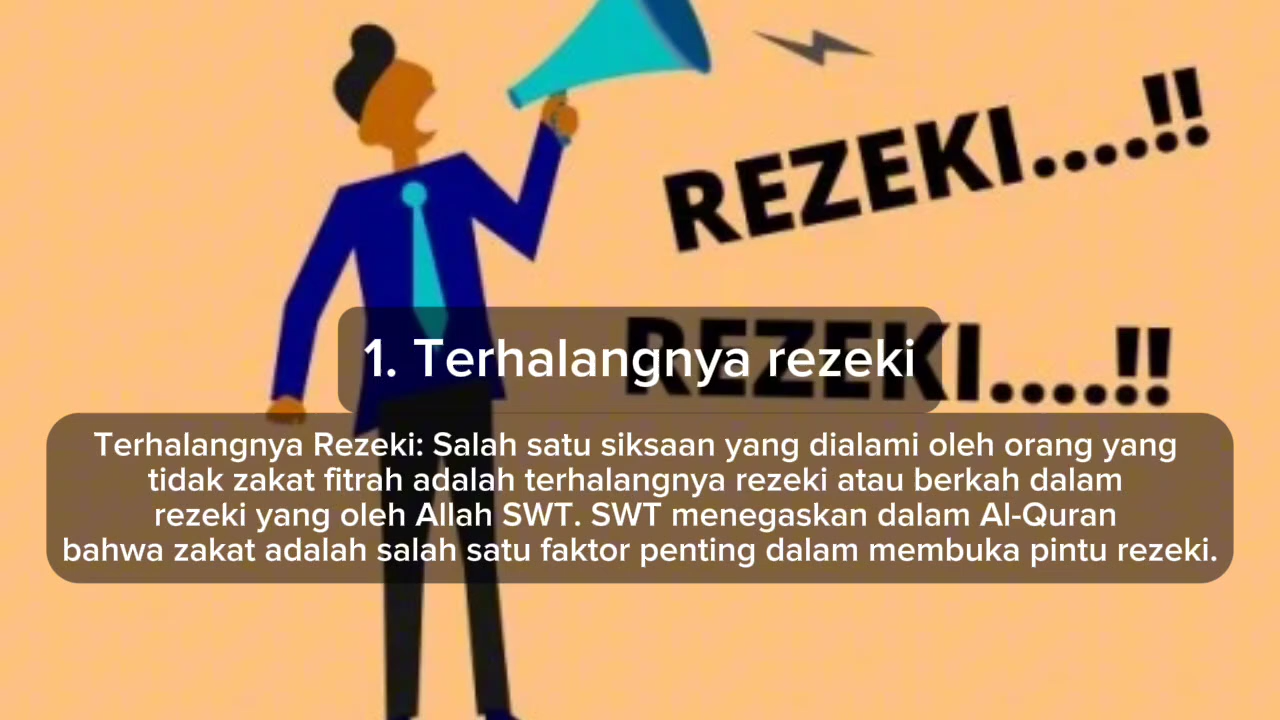 REZEKI....!!
REZEKI....!!
1. Terhalangnya rezeki
Terhalangnya Rezeki: Salah satu siksaan yang dialami oleh orang yang
tidak zakat fitrah adalah terhalangnya rezeki atau berkah dalam
rezeki yang oleh Allah SWT. SWT menegaskan dalam Al-Quran
bahwa zakat adalah salah satu faktor penting dalam membuka pintu rezeki.